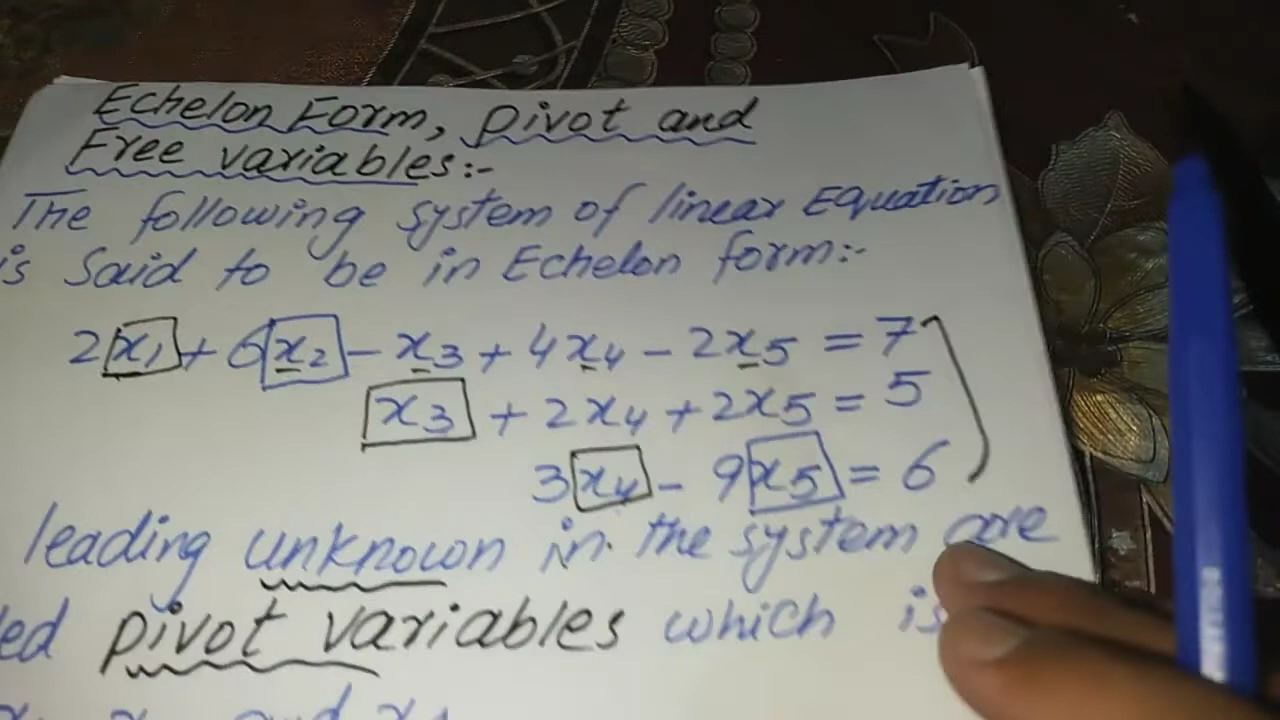 Echelon Form, pivot and
Free variables:-
The following system of linear Equation
is Said to be in Echelon form:-
2x₁ + 6x₂ - x₃ + 4x₄ - 2x₅ = 7
x₃ + 2x₄ + 2x₅ = 5
3x₄ - 9x₅ = 6
leading unknown in the system are
pivot variables which is
and